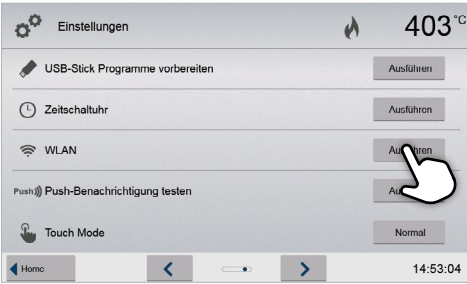 Einstellungen 403 °C
USB-Stick Programme vorbereiten Ausführen
Zeitschaltuhr Ausführen
WLAN
Push Push-Benachrichtigung testen
Touch Mode Normal
Home 14:53:04